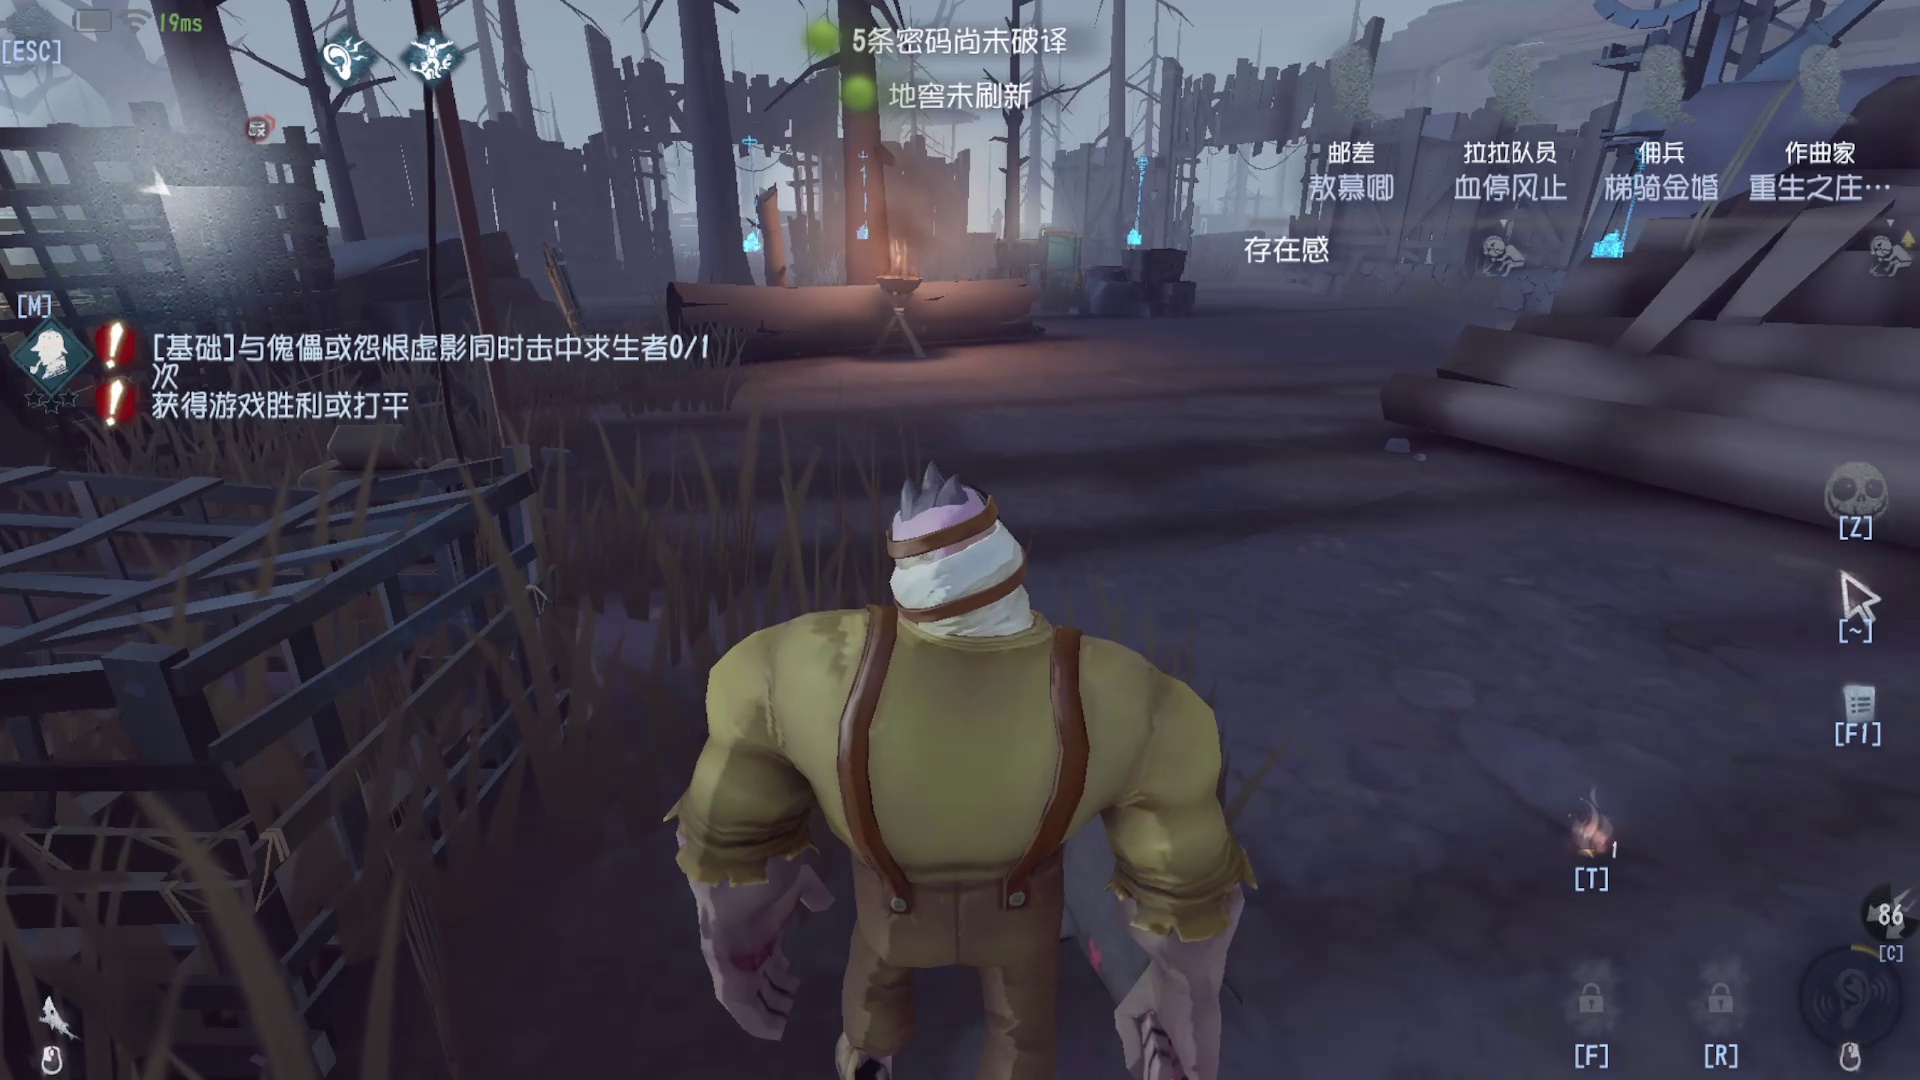 19ms
[ESC]
5条密码尚未破译
地窖未刷新
邮差 拉拉队员 佣兵 作曲家
敖慕卿 血停风止 梯骑金婚 重生之庄…
存在感
[M]
[基础]与傀儡或怨恨虚影同时击中求生者0/1
次
获得游戏胜利或打平
[Z]
[~]
[F1]
1
[T]
86
[C]
[F] [R]